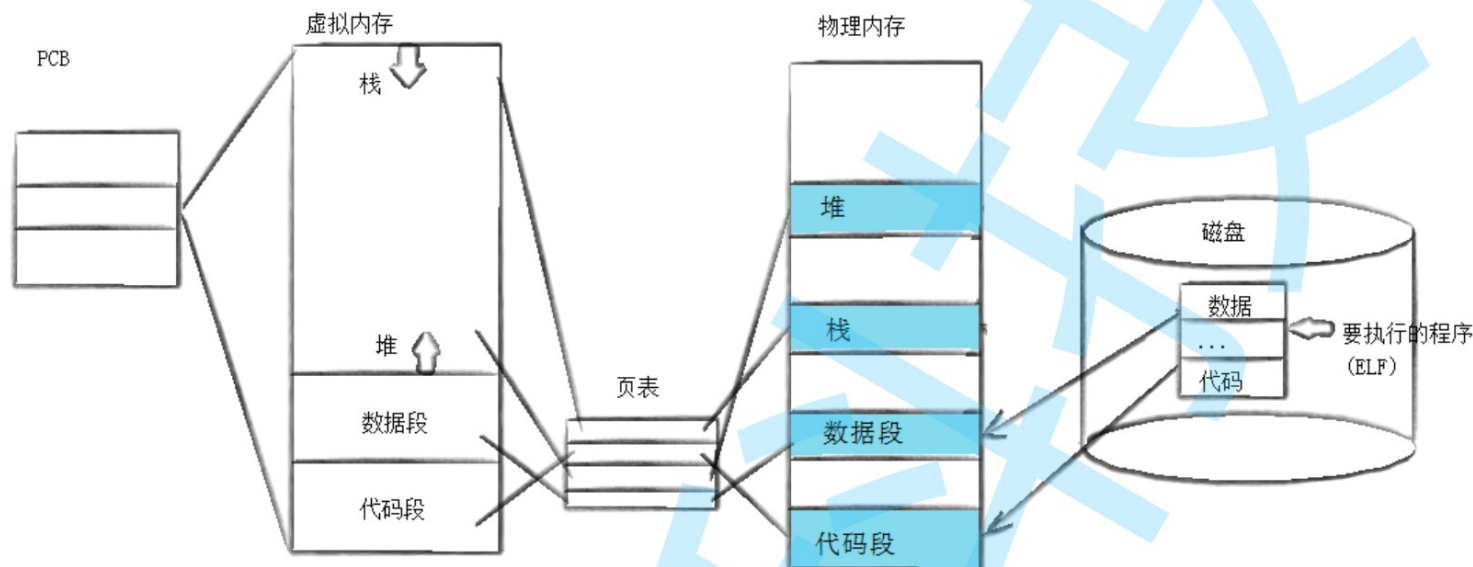 PCB
虚拟内存
栈
堆
数据段
代码段
页表
物理内存
堆
栈
数据段
代码段
磁盘
数据
...
代码
要执行的程序
(ELF)